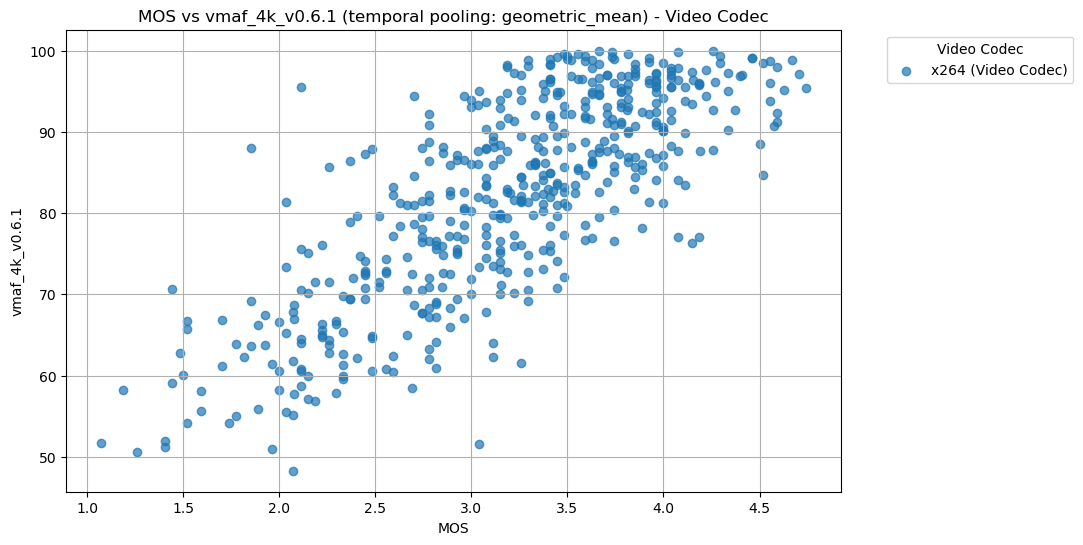 MOS vs vmaf_4k_v0.6.1 (temporal pooling: geometric_mean) - Video Codec
Video Codec
x264 (Video Codec)
vmaf_4k_v0.6.1
100
90
80
70
60
50
1.0 1.5 2.0 2.5 3.0 3.5 4.0 4.5
MOS